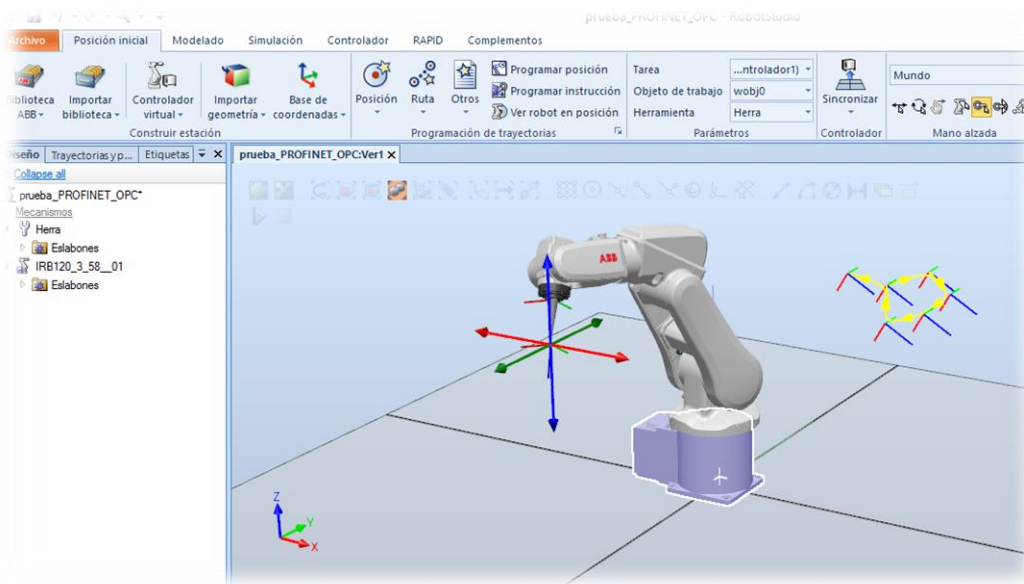 prueba_PROFINET_OPC - RobotStudio
Archivo Posición inicial Modelado Simulación Controlador RAPID Complementos
Biblioteca ABB
Importar biblioteca
Controlador virtual
Importar geometría
Base de coordenadas
Construir estación
Posición
Ruta
Otros
Programar posición
Programar instrucción
Ver robot en posición
Programación de trayectorias
Tarea ...ntrolador1)
Objeto de trabajo wobj0
Herramienta Herra
Parámetros
Sincronizar
Controlador
Mundo
Mano alzada
iseño Trayectorias y p... Etiquetas
prueba_PROFINET_OPC:Ver1
Collapse all
prueba_PROFINET_OPC*
Mecanismos
Herra
Eslabones
IRB120_3_58__01
Eslabones
ABB
Z
Y
X